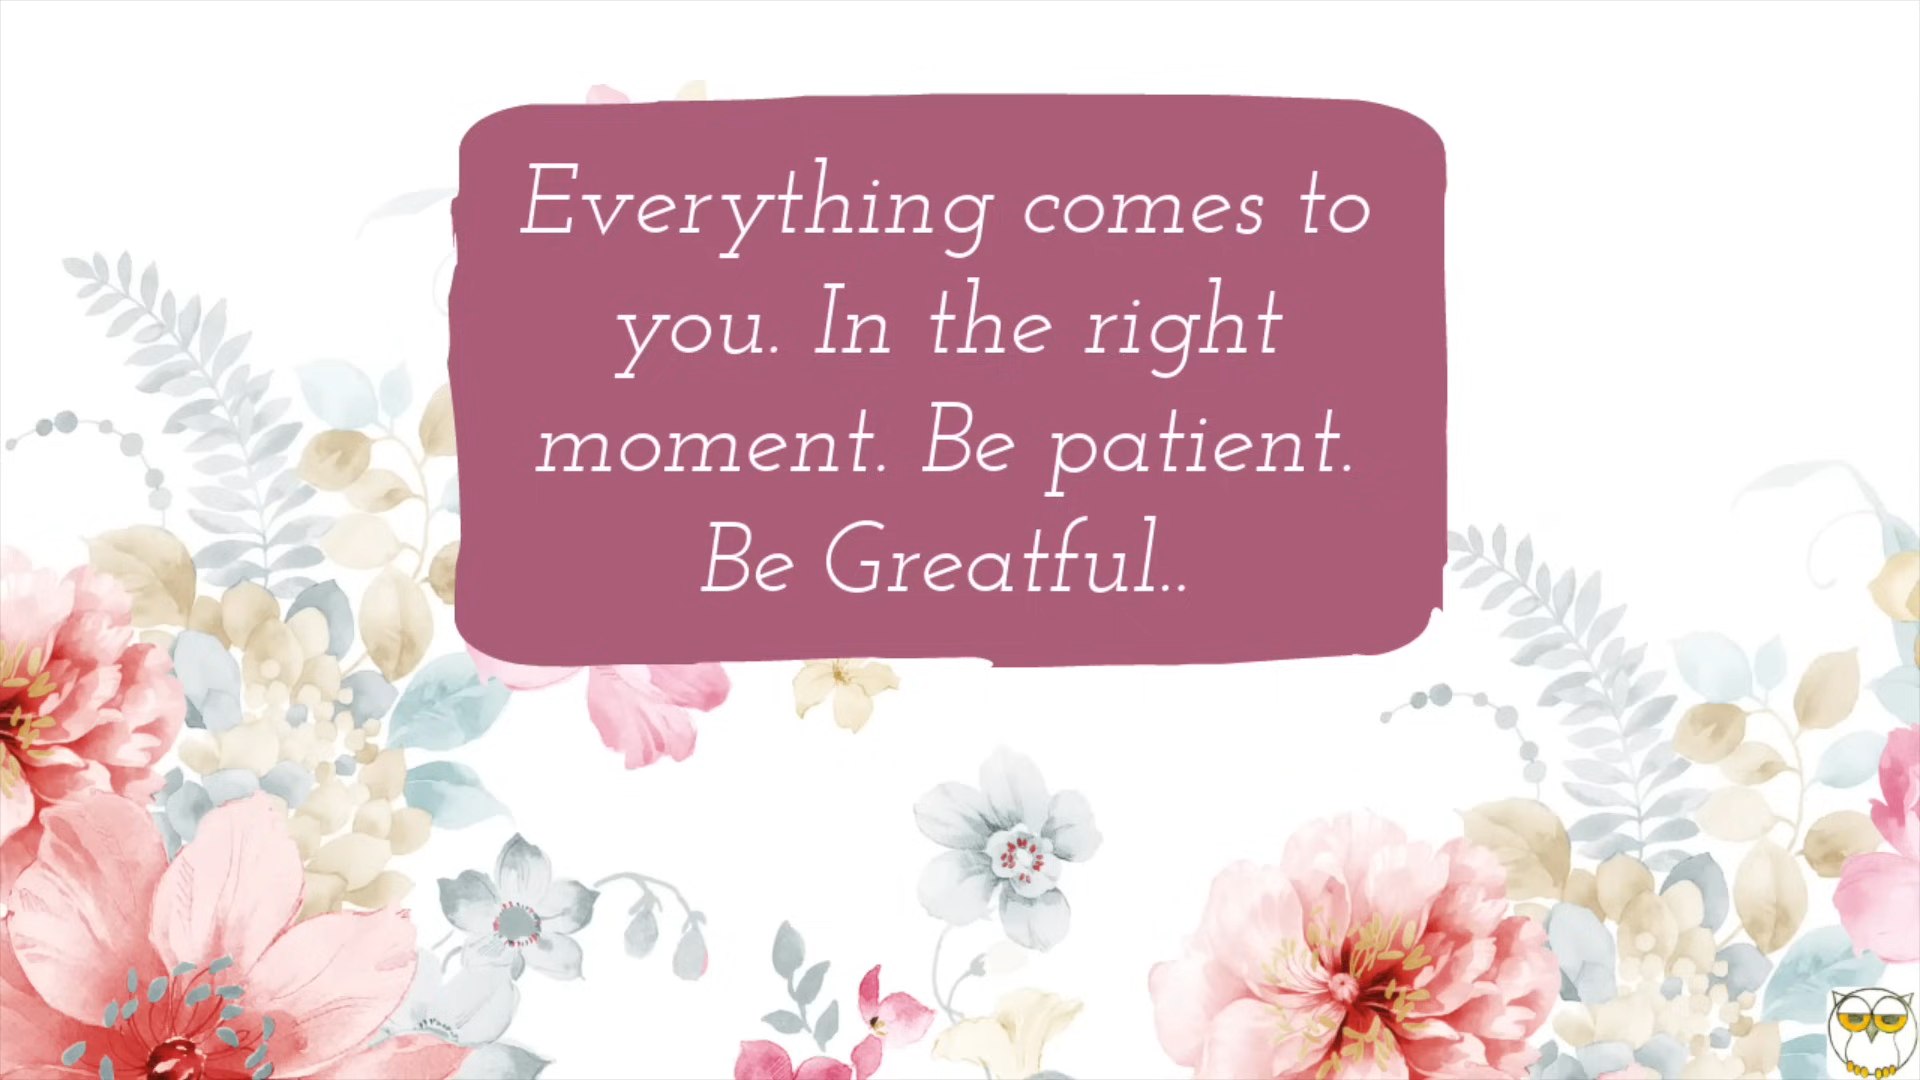 Everything comes to
you. In the right
moment. Be patient.
Be Greatful..